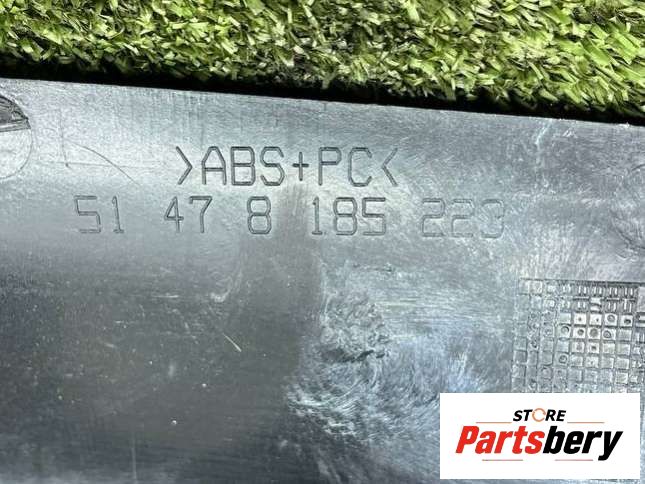 >ABS+PC<
51 47 8 185 223
STORE
Partsbery